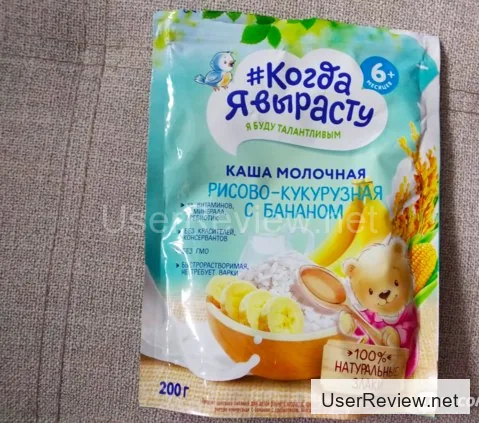 6+
МЕСЯЦЕВ
#Когда
Я вырасту
Я БУДУ ТАЛАНТЛИВЫМ
КАША МОЛОЧНАЯ
РИСОВО-КУКУРУЗНАЯ
С БАНАНОМ
ВИТАМИНОВ,
БЕЗ КРАСИТЕЛЕЙ,
КОНСЕРВАНТОВ
БЕЗ ГМО
БЫСТРОРАСТВОРИМАЯ,
НЕ ТРЕБУЕТ ВАРКИ
UserReview.net
100%
НАТУРАЛЬНЫЕ
ЗЛАКИ
200 г
UserReview.net